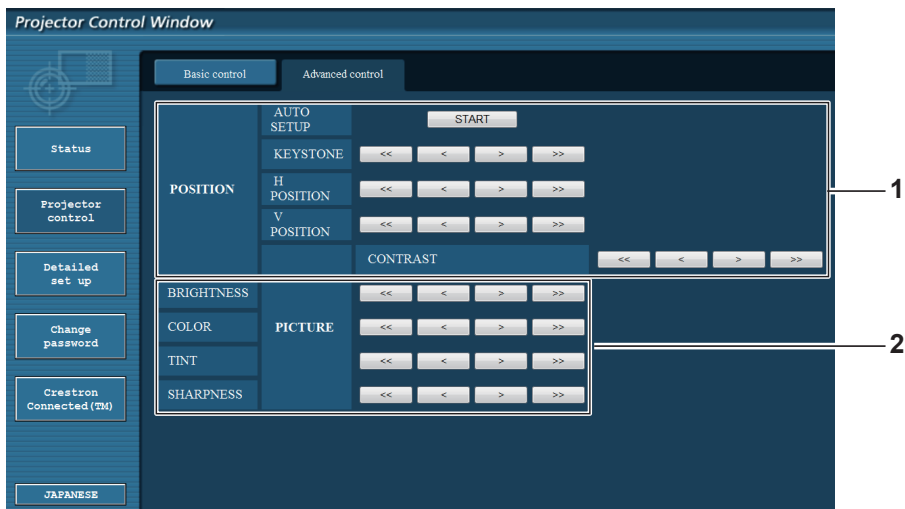 Projector Control Window
Basic control Advanced control
AUTO
SETUP
START
Status
KEYSTONE << < > >>
POSITION
H
POSITION
<< < > >>
1
Projector
control
V
POSITION
<< < > >>
CONTRAST << < > >>
Detailed
set up
BRIGHTNESS << < > >>
COLOR PICTURE << < > >>
Change
password
2
TINT << < > >>
SHARPNESS << < > >>
Crestron
Connected(TM)
JAPANESE